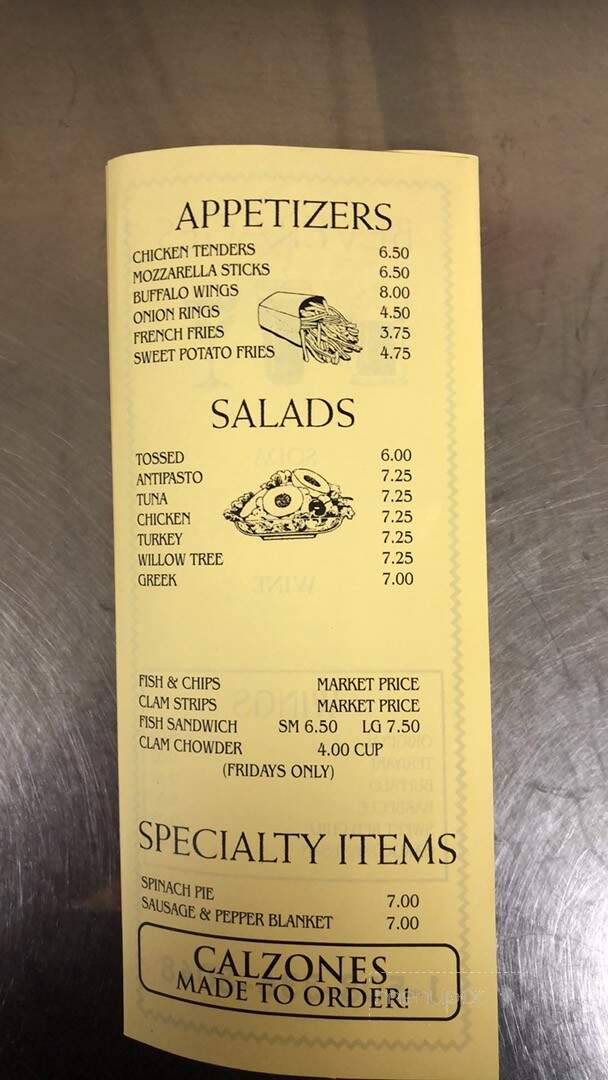 APPETIZERS
CHICKEN TENDERS 6.50
MOZZARELLA STICKS 6.50
BUFFALO WINGS 8.00
ONION RINGS 4.50
FRENCH FRIES 3.75
SWEET POTATO FRIES 4.75
SALADS
TOSSED 6.00
ANTIPASTO 7.25
TUNA 7.25
CHICKEN 7.25
TURKEY 7.25
WILLOW TREE 7.25
GREEK 7.00
FISH & CHIPS MARKET PRICE
CLAM STRIPS MARKET PRICE
FISH SANDWICH SM 6.50 LG 7.50
CLAM CHOWDER 4.00 CUP
(FRIDAYS ONLY)
SPECIALTY ITEMS
SPINACH PIE 7.00
SAUSAGE & PEPPER BLANKET 7.00
CALZONES
MADE TO ORDER!
menupix